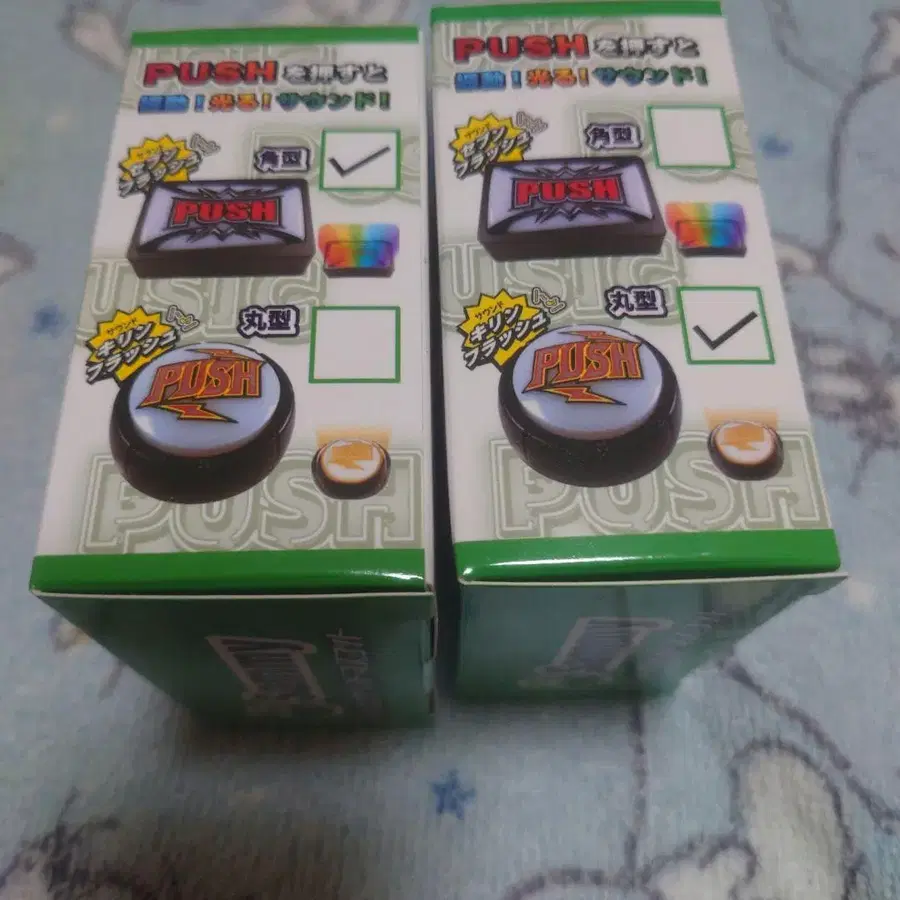 PUSHを押すと
振動!光る!サウンド!
サウンド
セブン
フラッシュ
角型
PUSH
サウンド
キリン
フラッシュ
丸型
PUSH
PUSH
PUSHを押すと
振動!光る!サウンド!
サウンド
セブン
フラッシュ
角型
PUSH
サウンド
キリン
フラッシュ
丸型
PUSH
PUSH